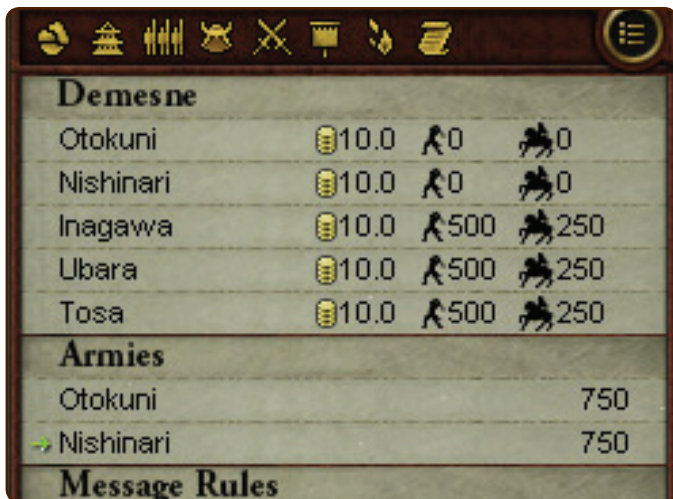 Demesne
Otokuni 10.0 0 0
Nishinari 10.0 0 0
Inagawa 10.0 500 250
Ubara 10.0 500 250
Tosa 10.0 500 250
Armies
Otokuni 750
Nishinari 750
Message Rules